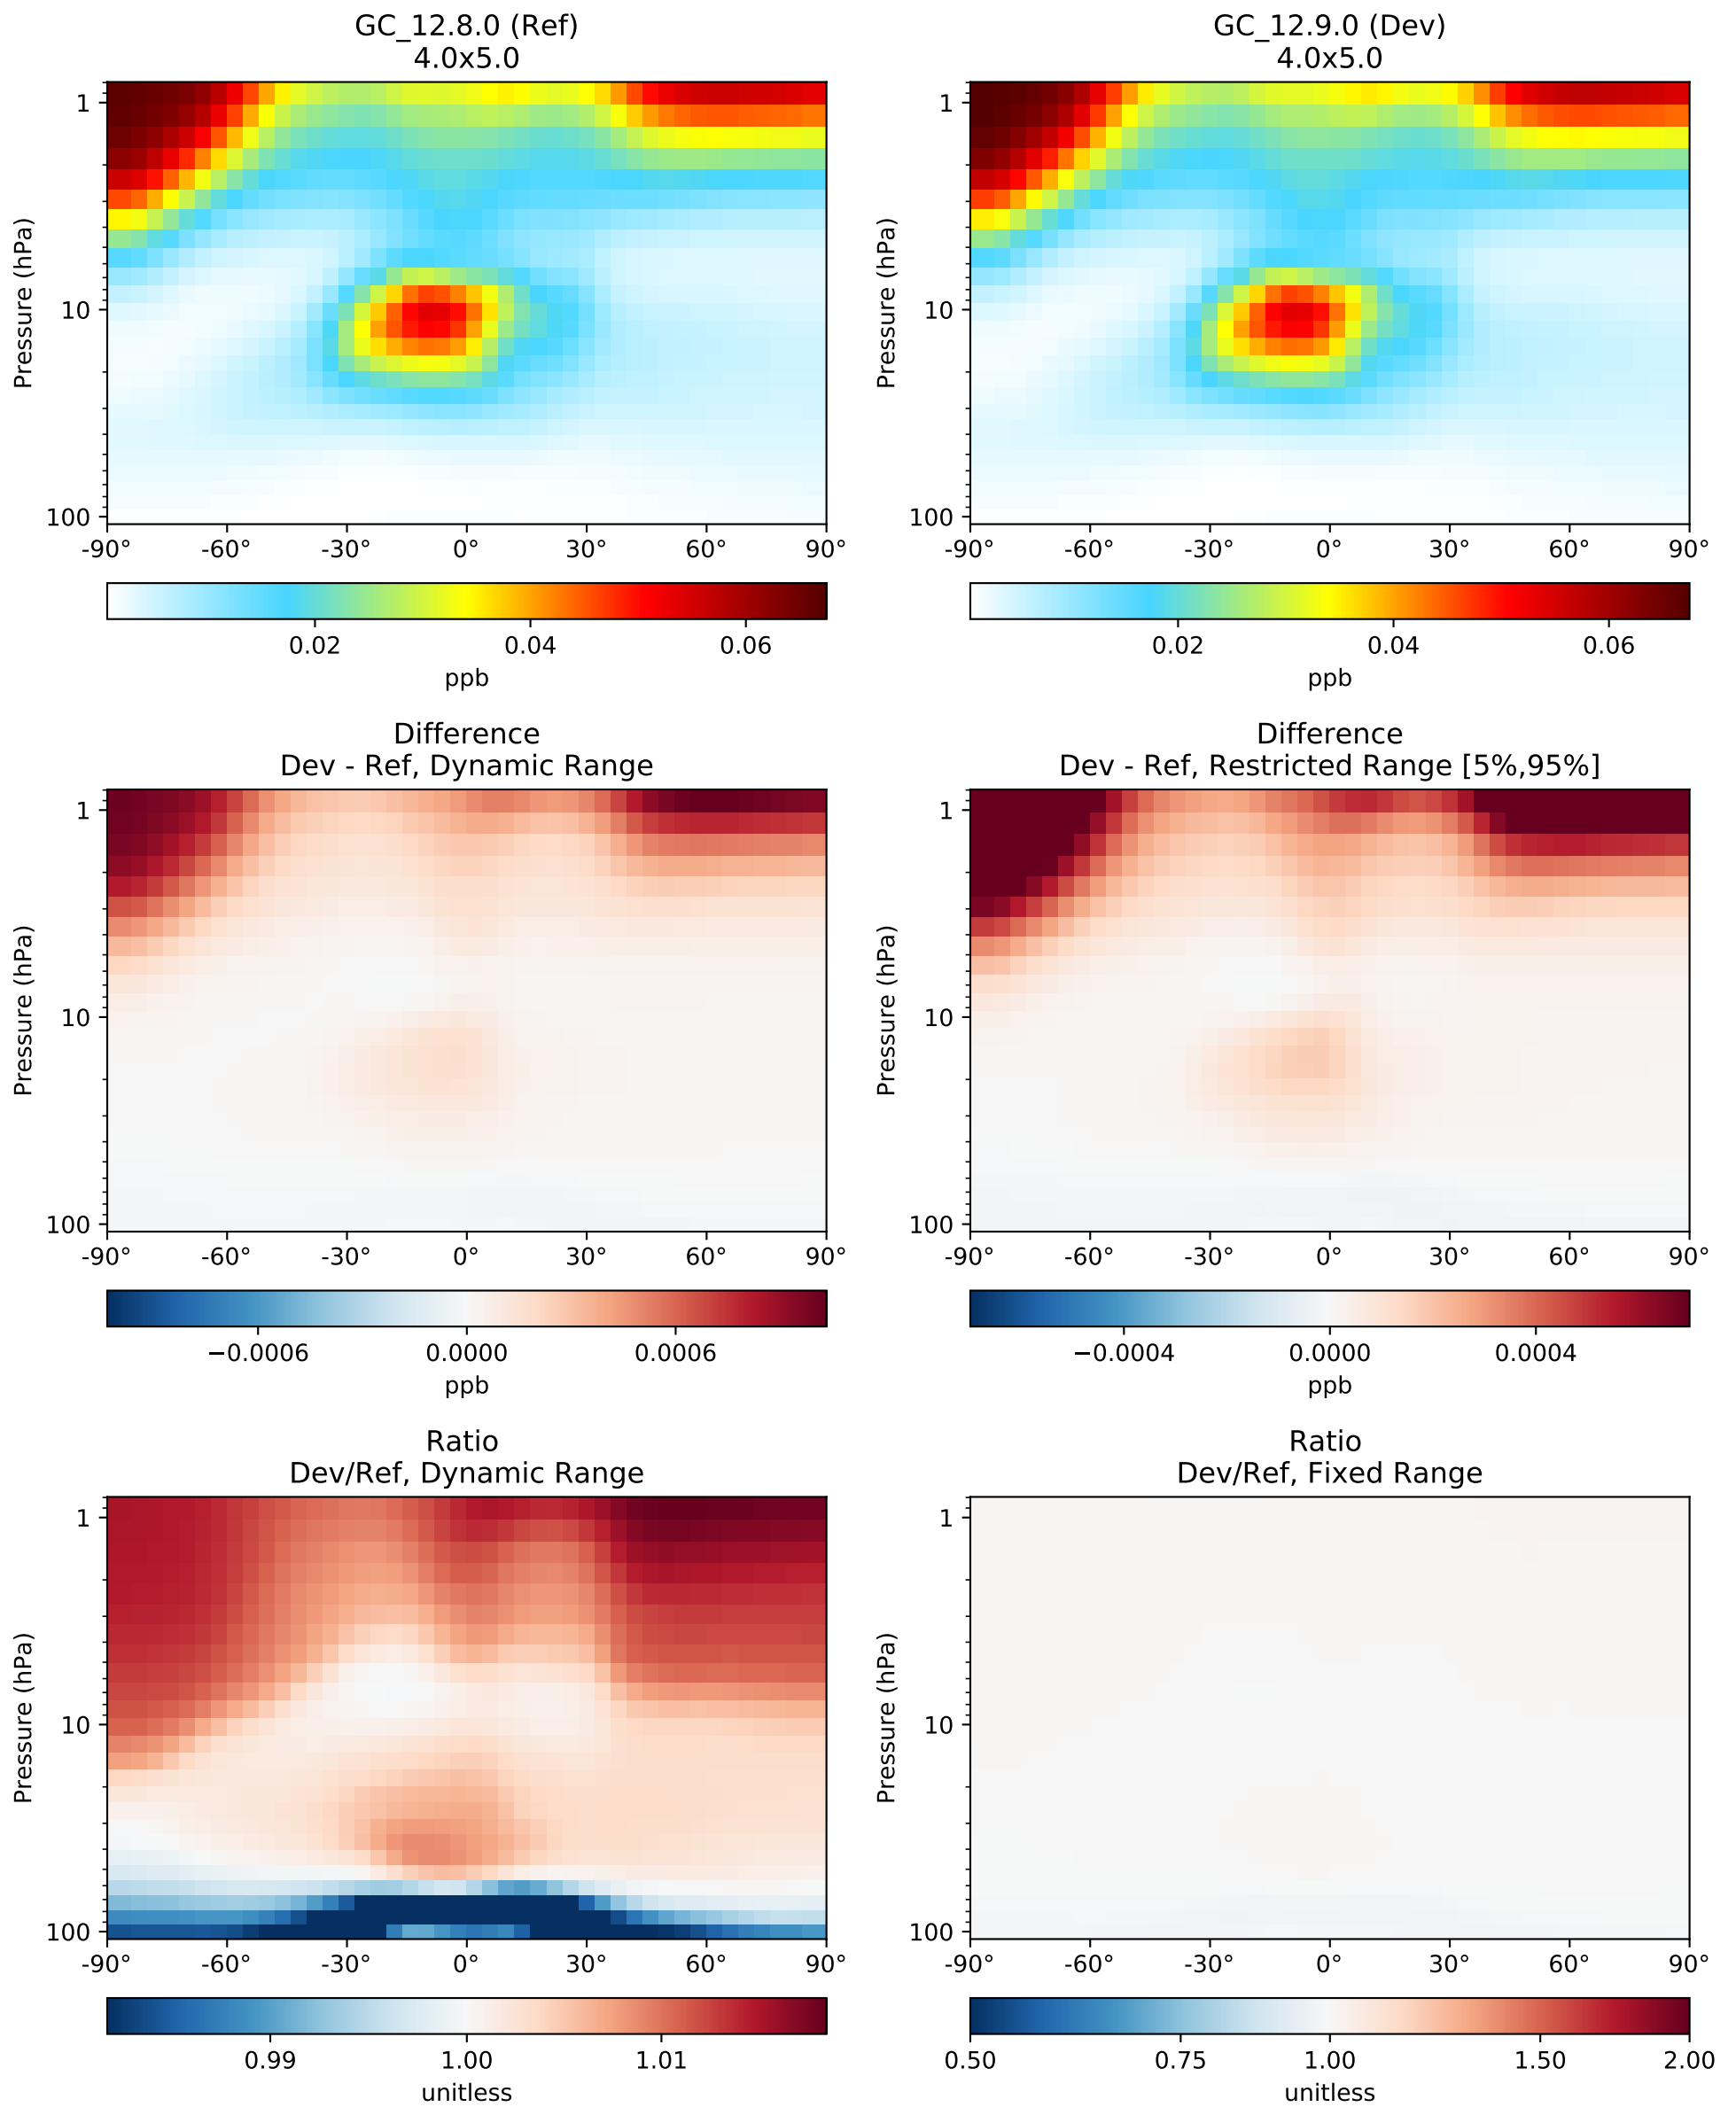 GC_12.8.0 (Ref)
4.0x5.0
Pressure (hPa)
1
10
100
-90° -60° -30° 0° 30° 60° 90°
0.02 0.04 0.06
ppb
GC_12.9.0 (Dev)
4.0x5.0
Pressure (hPa)
1
10
100
-90° -60° -30° 0° 30° 60° 90°
0.02 0.04 0.06
ppb
Difference
Dev - Ref, Dynamic Range
Pressure (hPa)
1
10
100
-90° -60° -30° 0° 30° 60° 90°
−0.0006 0.0000 0.0006
ppb
Difference
Dev - Ref, Restricted Range [5%,95%]
Pressure (hPa)
1
10
100
-90° -60° -30° 0° 30° 60° 90°
−0.0004 0.0000 0.0004
ppb
Ratio
Dev/Ref, Dynamic Range
Pressure (hPa)
1
10
100
-90° -60° -30° 0° 30° 60° 90°
0.99 1.00 1.01
unitless
Ratio
Dev/Ref, Fixed Range
Pressure (hPa)
1
10
100
-90° -60° -30° 0° 30° 60° 90°
0.50 0.75 1.00 1.50 2.00
unitless